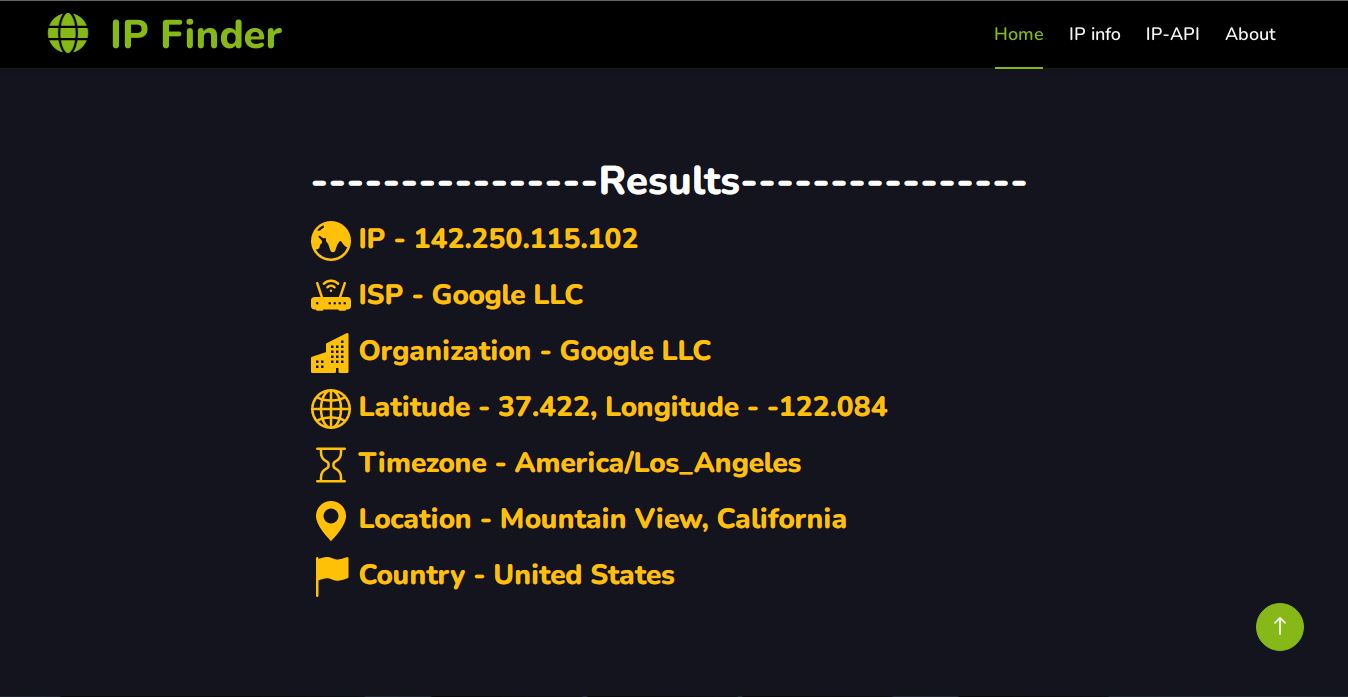 IP Finder
Home IP info IP-API About
----------------Results----------------
IP - 142.250.115.102
ISP - Google LLC
Organization - Google LLC
Latitude - 37.422, Longitude - -122.084
Timezone - America/Los_Angeles
Location - Mountain View, California
Country - United States